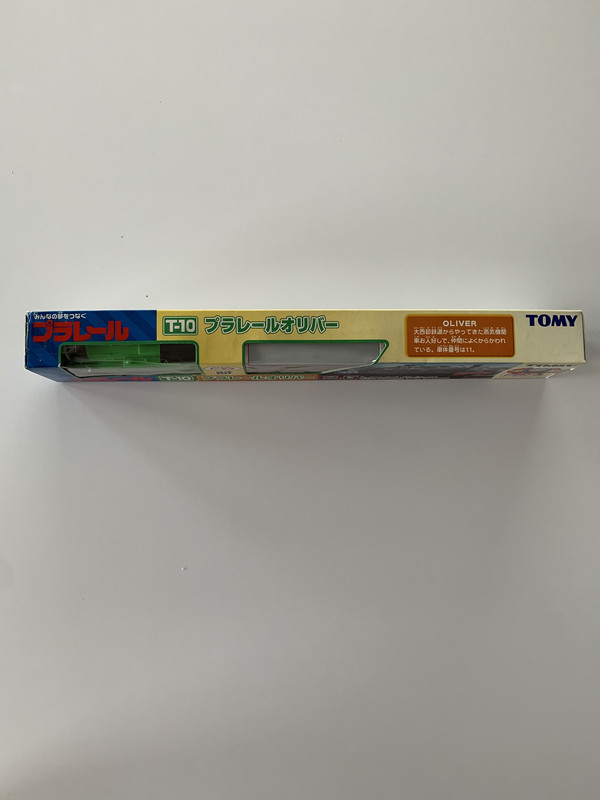 みんなの夢をつなぐ
プラレール
T-10 プラレールオリバー
OLIVER
大西部鉄道からやってきた蒸気機関
車お人好しで、仲間によくからかわれ
ている。車体番号は11。
TOMY
T-10